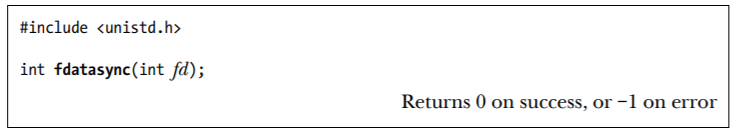 #include <unistd.h>
int fdatasync(int fd);
Returns 0 on success, or −1 on error